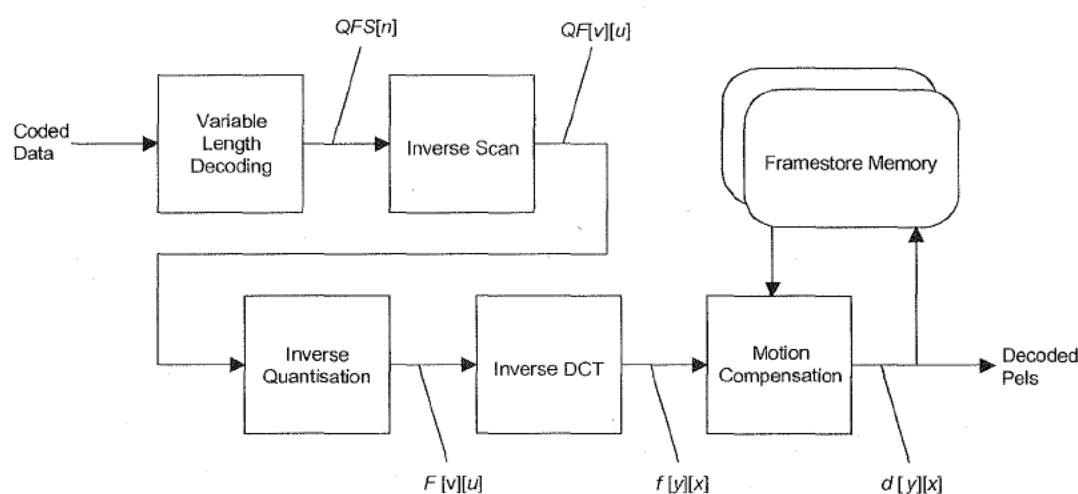 QFS[n]
QF[v][u]
Coded
Data
Variable
Length
Decoding
Inverse Scan
Framestore Memory
Inverse
Quantisation
Inverse DCT
Motion
Compensation
Decoded
Pels
F[v][u]
f[y][x]
d[y][x]